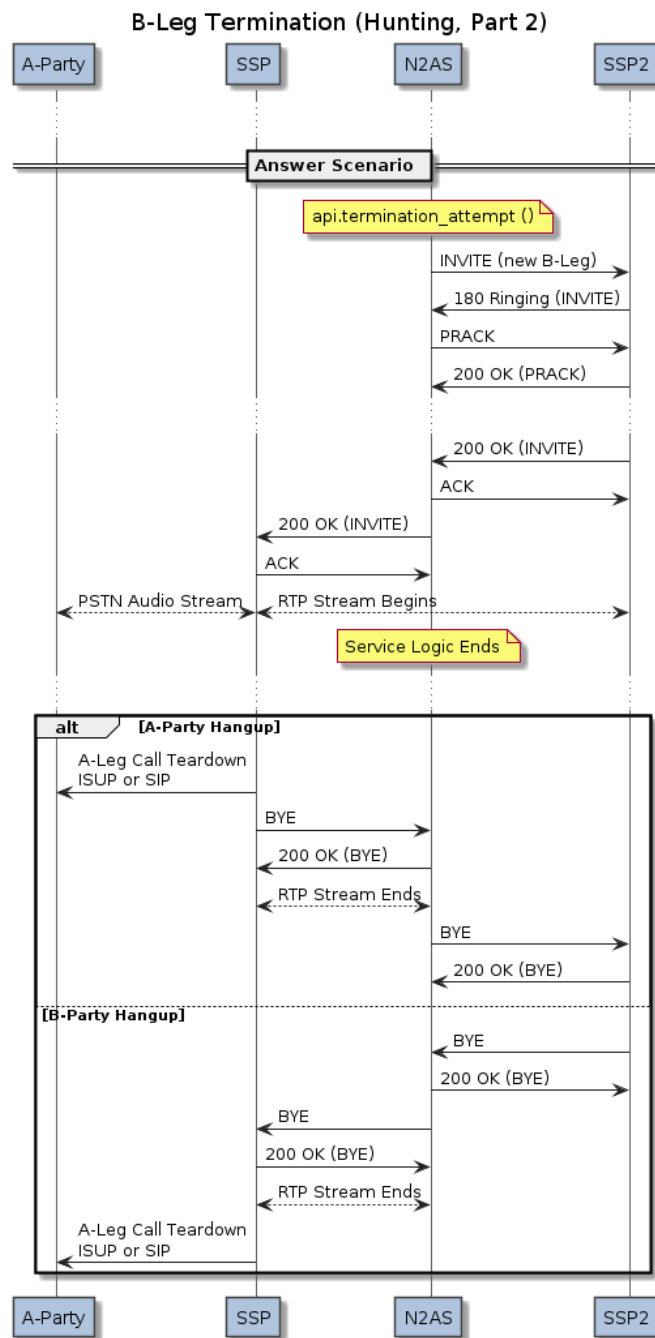 B-Leg Termination (Hunting, Part 2)
A-Party
SSP
N2AS
SSP2
Answer Scenario
api.termination_attempt ()
INVITE (new B-Leg)
180 Ringing (INVITE)
PRACK
200 OK (PRACK)
200 OK (INVITE)
ACK
200 OK (INVITE)
ACK
PSTN Audio Stream
RTP Stream Begins
Service Logic Ends
alt
[A-Party Hangup]
A-Leg Call Teardown
ISUP or SIP
BYE
200 OK (BYE)
RTP Stream Ends
BYE
200 OK (BYE)
[B-Party Hangup]
BYE
200 OK (BYE)
BYE
200 OK (BYE)
RTP Stream Ends
A-Leg Call Teardown
ISUP or SIP
A-Party
SSP
N2AS
SSP2